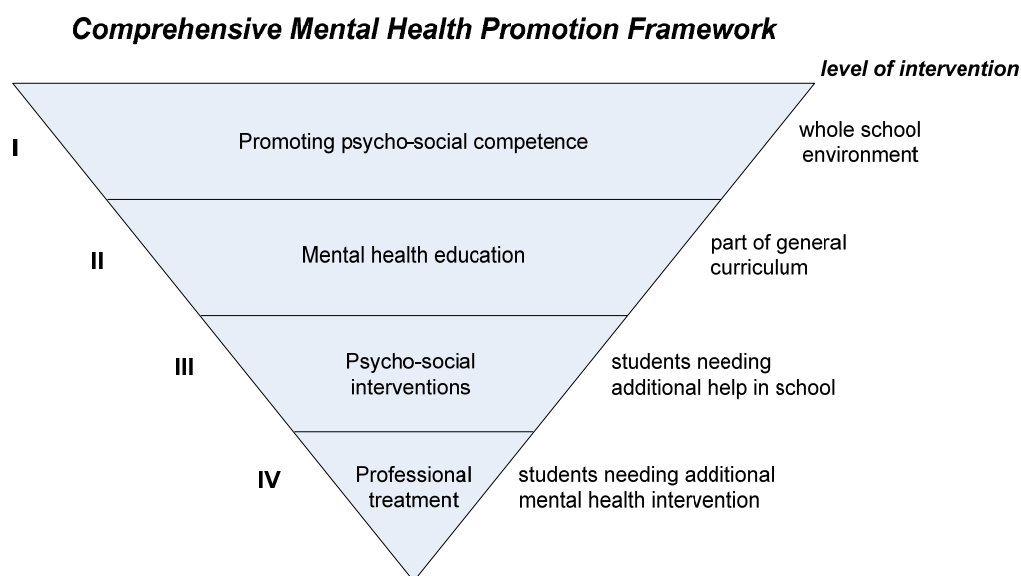 Comprehensive Mental Health Promotion Framework
level of intervention
I
Promoting psycho-social competence
whole school
environment
II
Mental health education
part of general
curriculum
III
Psycho-social
interventions
students needing
additional help in school
IV
Professional
treatment
students needing additional
mental health intervention